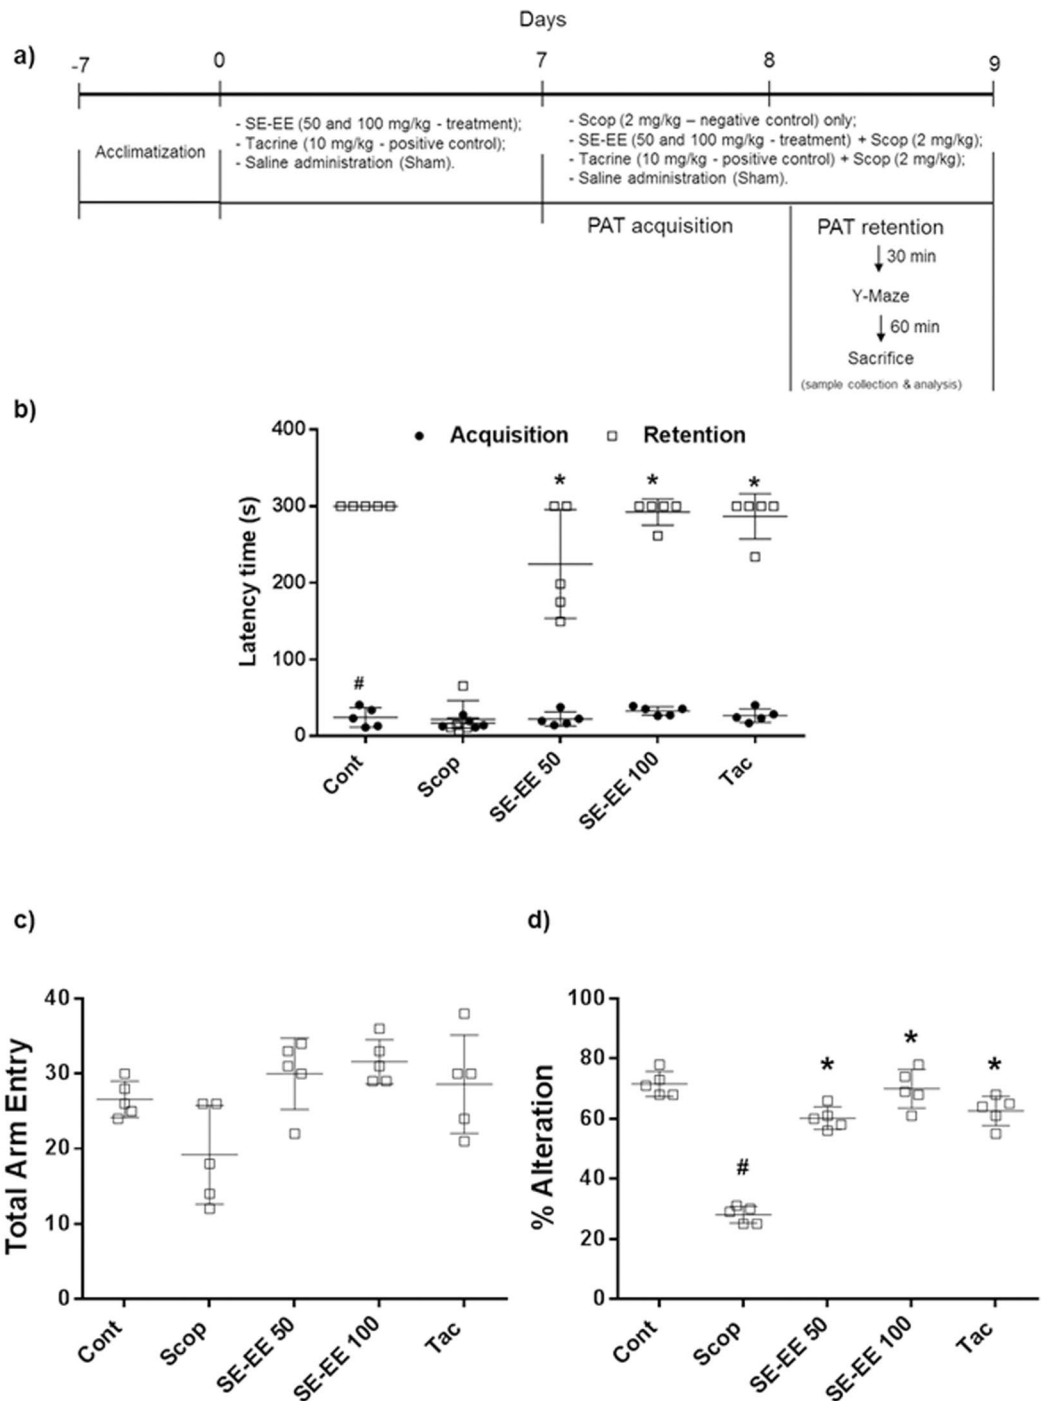 Days
a)
-7 0 7 8 9
Acclimatization
- SE-EE (50 and 100 mg/kg - treatment);
- Tacrine (10 mg/kg - positive control);
- Saline administration (Sham).
- Scop (2 mg/kg – negative control) only;
- SE-EE (50 and 100 mg/kg - treatment) + Scop (2 mg/kg);
- Tacrine (10 mg/kg - positive control) + Scop (2 mg/kg);
- Saline administration (Sham).
PAT acquisition
PAT retention
30 min
Y-Maze
60 min
Sacrifice
(sample collection & analysis)
b)
Acquisition Retention
Latency time (s)
400
300
200
100
0
#
* * *
Cont Scop SE-EE 50 SE-EE 100 Tac
c)
Total Arm Entry
40
30
20
10
0
Cont Scop SE-EE 50 SE-EE 100 Tac
d)
% Alteration
100
80
60
40
20
0
#
* * *
Cont Scop SE-EE 50 SE-EE 100 Tac